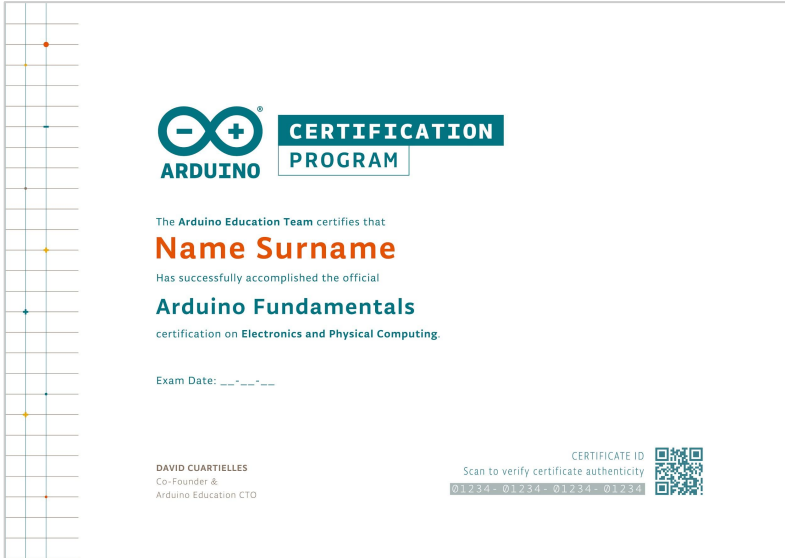 ARDUINO
CERTIFICATION
PROGRAM
The Arduino Education Team certifies that
Name Surname
Has successfully accomplished the official
Arduino Fundamentals
certification on Electronics and Physical Computing.
Exam Date: __-__-__
DAVID CUARTIELLES
Co-Founder &
Arduino Education CTO
CERTIFICATE ID
Scan to verify certificate authenticity
01234- 01234- 01234- 01234